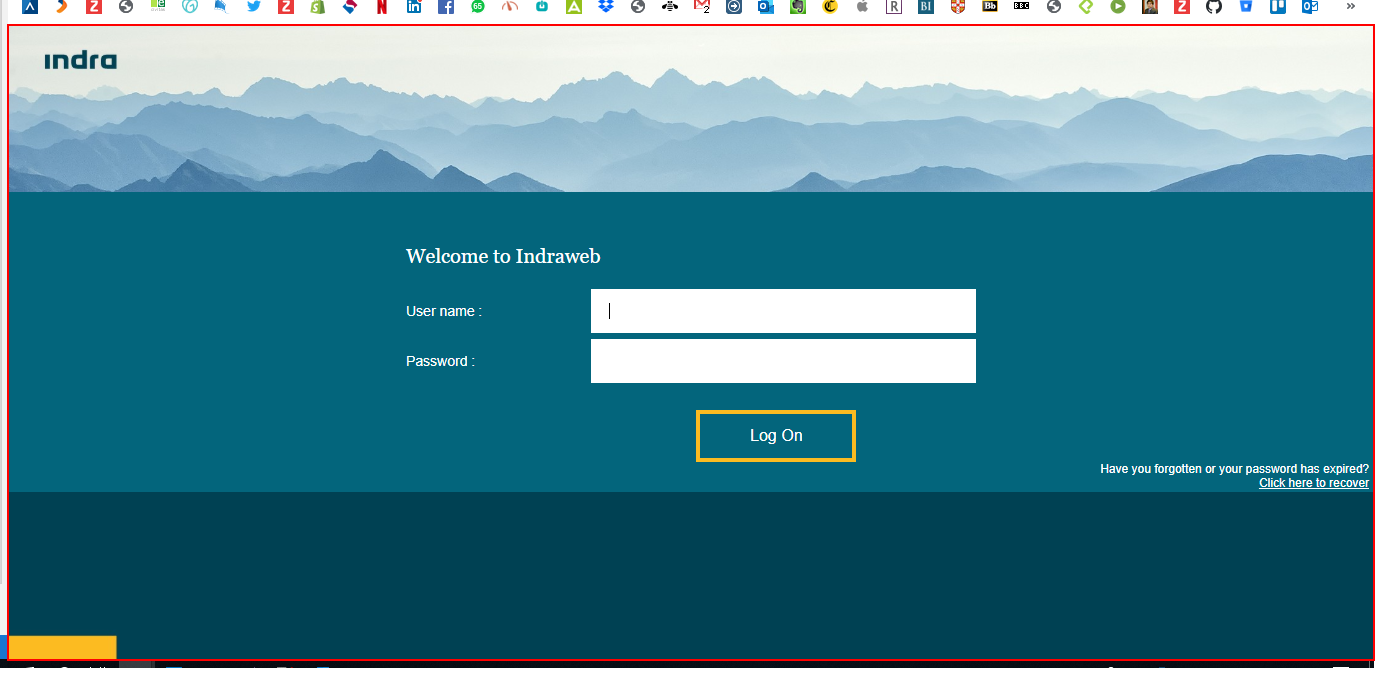 indra
Welcome to Indraweb
User name :
Password :
Log On
Have you forgotten or your password has expired?
Click here to recover